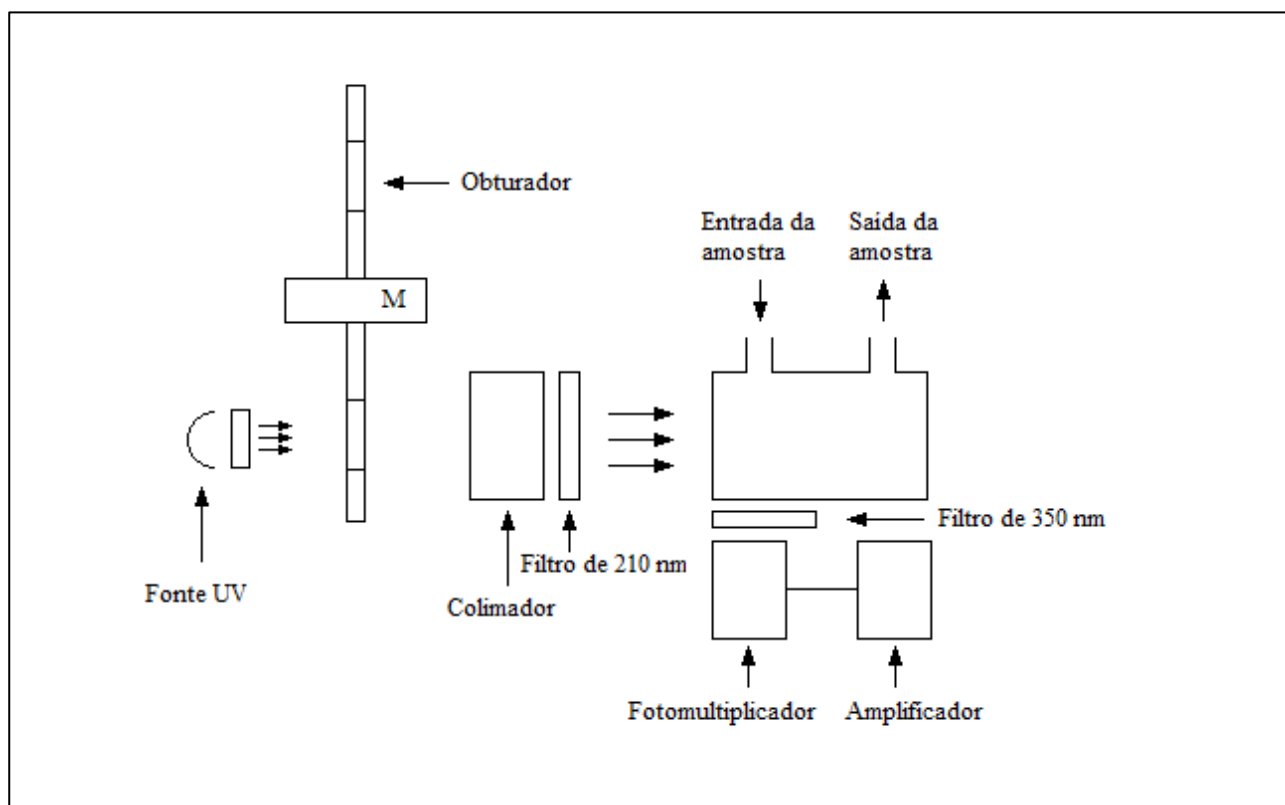 Obturador
Entrada da
amostra
Saída da
amostra
M
Filtro de 350 nm
Filtro de 210 nm
Fonte UV
Colimador
Fotomultiplicador
Amplificador